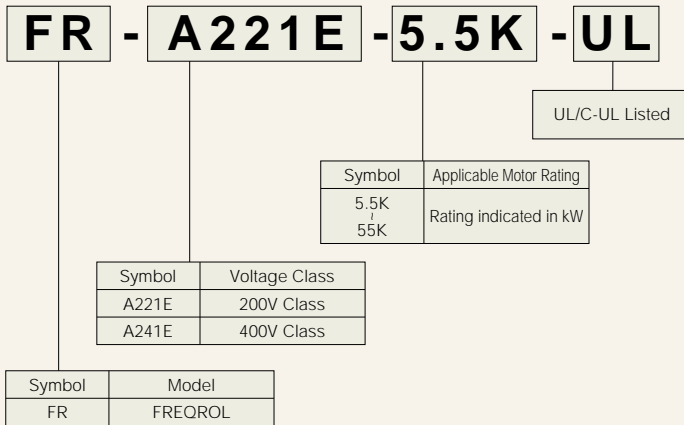 FR - A221E - 5.5K - UL
UL/C-UL Listed
Symbol Applicable Motor Rating
5.5K
~
55K
Rating indicated in kW
Symbol Voltage Class
A221E 200V Class
A241E 400V Class
Symbol Model
FR FREQROL